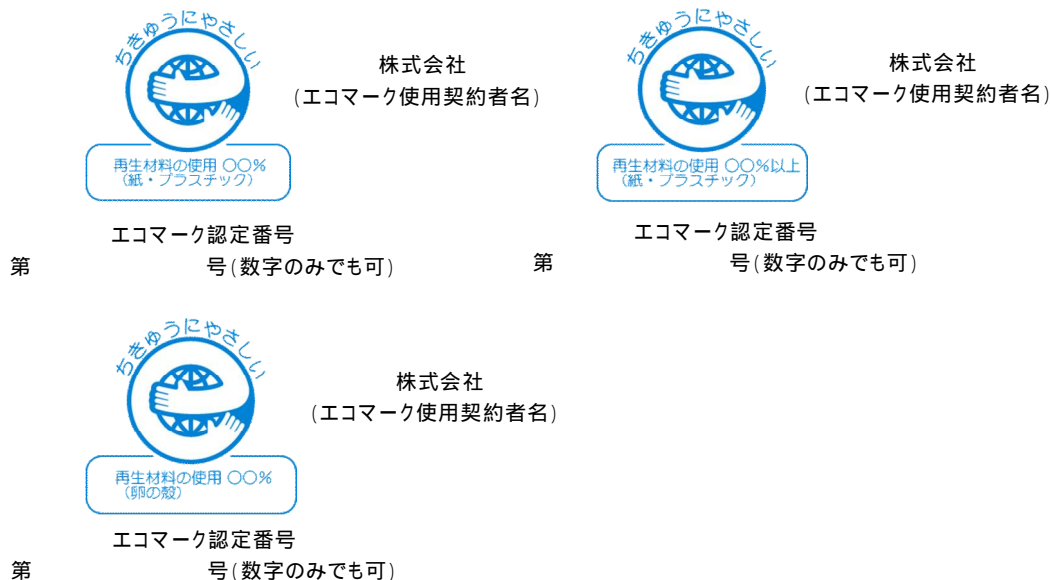 ちきゅうにやさしい
株式会社
(エコマーク使用契約者名)
再生材料の使用 〇〇%
(紙・プラスチック)
エコマーク認定番号
第 号(数字のみでも可)
ちきゅうにやさしい
株式会社
(エコマーク使用契約者名)
再生材料の使用 〇〇%以上
(紙・プラスチック)
エコマーク認定番号
第 号(数字のみでも可)
ちきゅうにやさしい
株式会社
(エコマーク使用契約者名)
再生材料の使用 〇〇%
(卵の殻)
エコマーク認定番号
第 号(数字のみでも可)